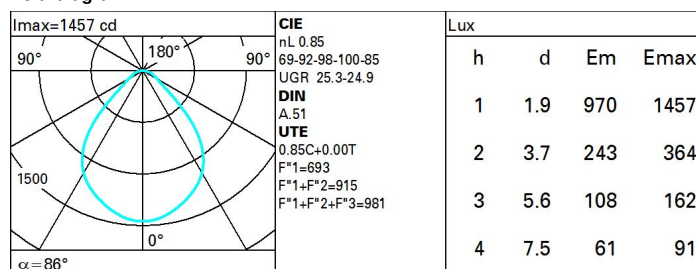 Imax=1457 cd
90° 180° 90°
1500
0°
α=86°
CIE
nL 0.85
69-92-98-100-85
UGR 25.3-24.9
DIN
A.51
UTE
0.85C+0.00T
F"1=693
F"1+F"2=915
F"1+F"2+F"3=981
Lux
h d Em Emax
1 1.9 970 1457
2 3.7 243 364
3 5.6 108 162
4 7.5 61 91